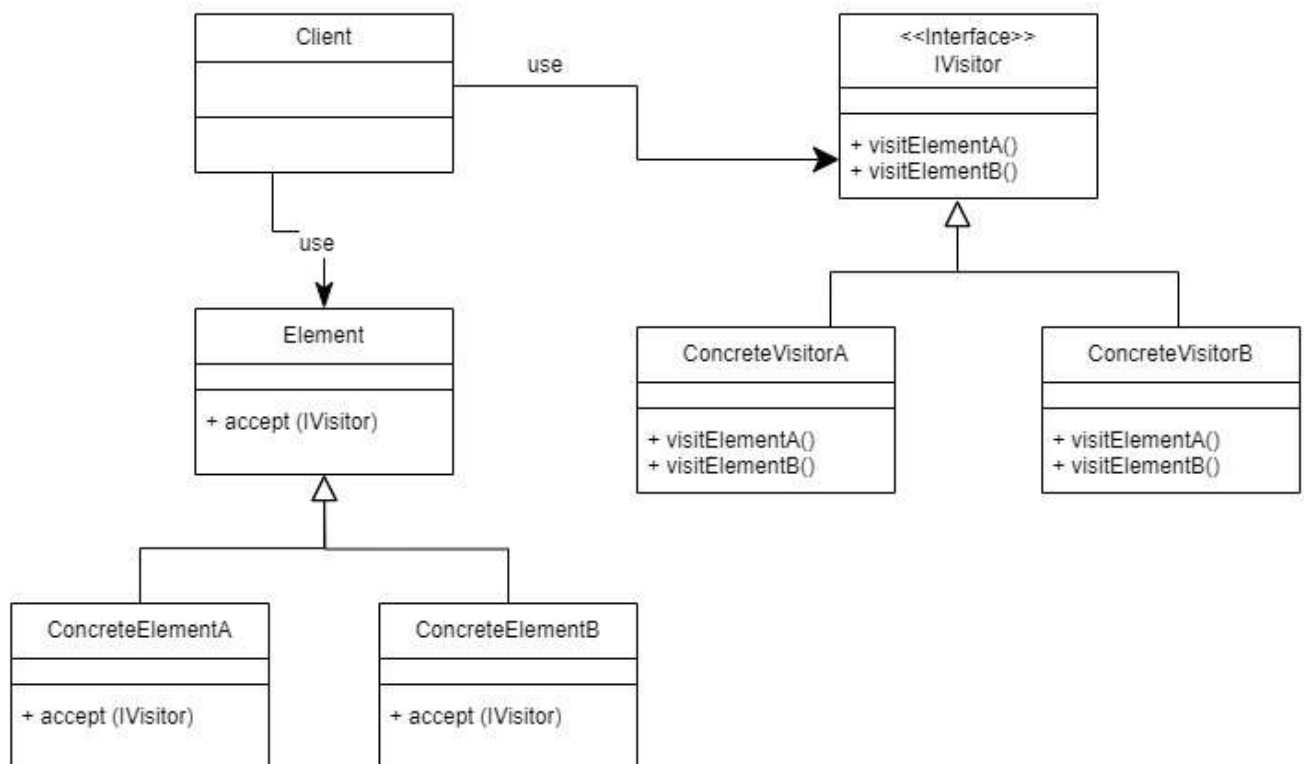 Client
<<Interface>>
IVisitor
use
+ visitElementA()
+ visitElementB()
use
Element
+ accept (IVisitor)
ConcreteVisitorA
+ visitElementA()
+ visitElementB()
ConcreteVisitorB
+ visitElementA()
+ visitElementB()
ConcreteElementA
+ accept (IVisitor)
ConcreteElementB
+ accept (IVisitor)